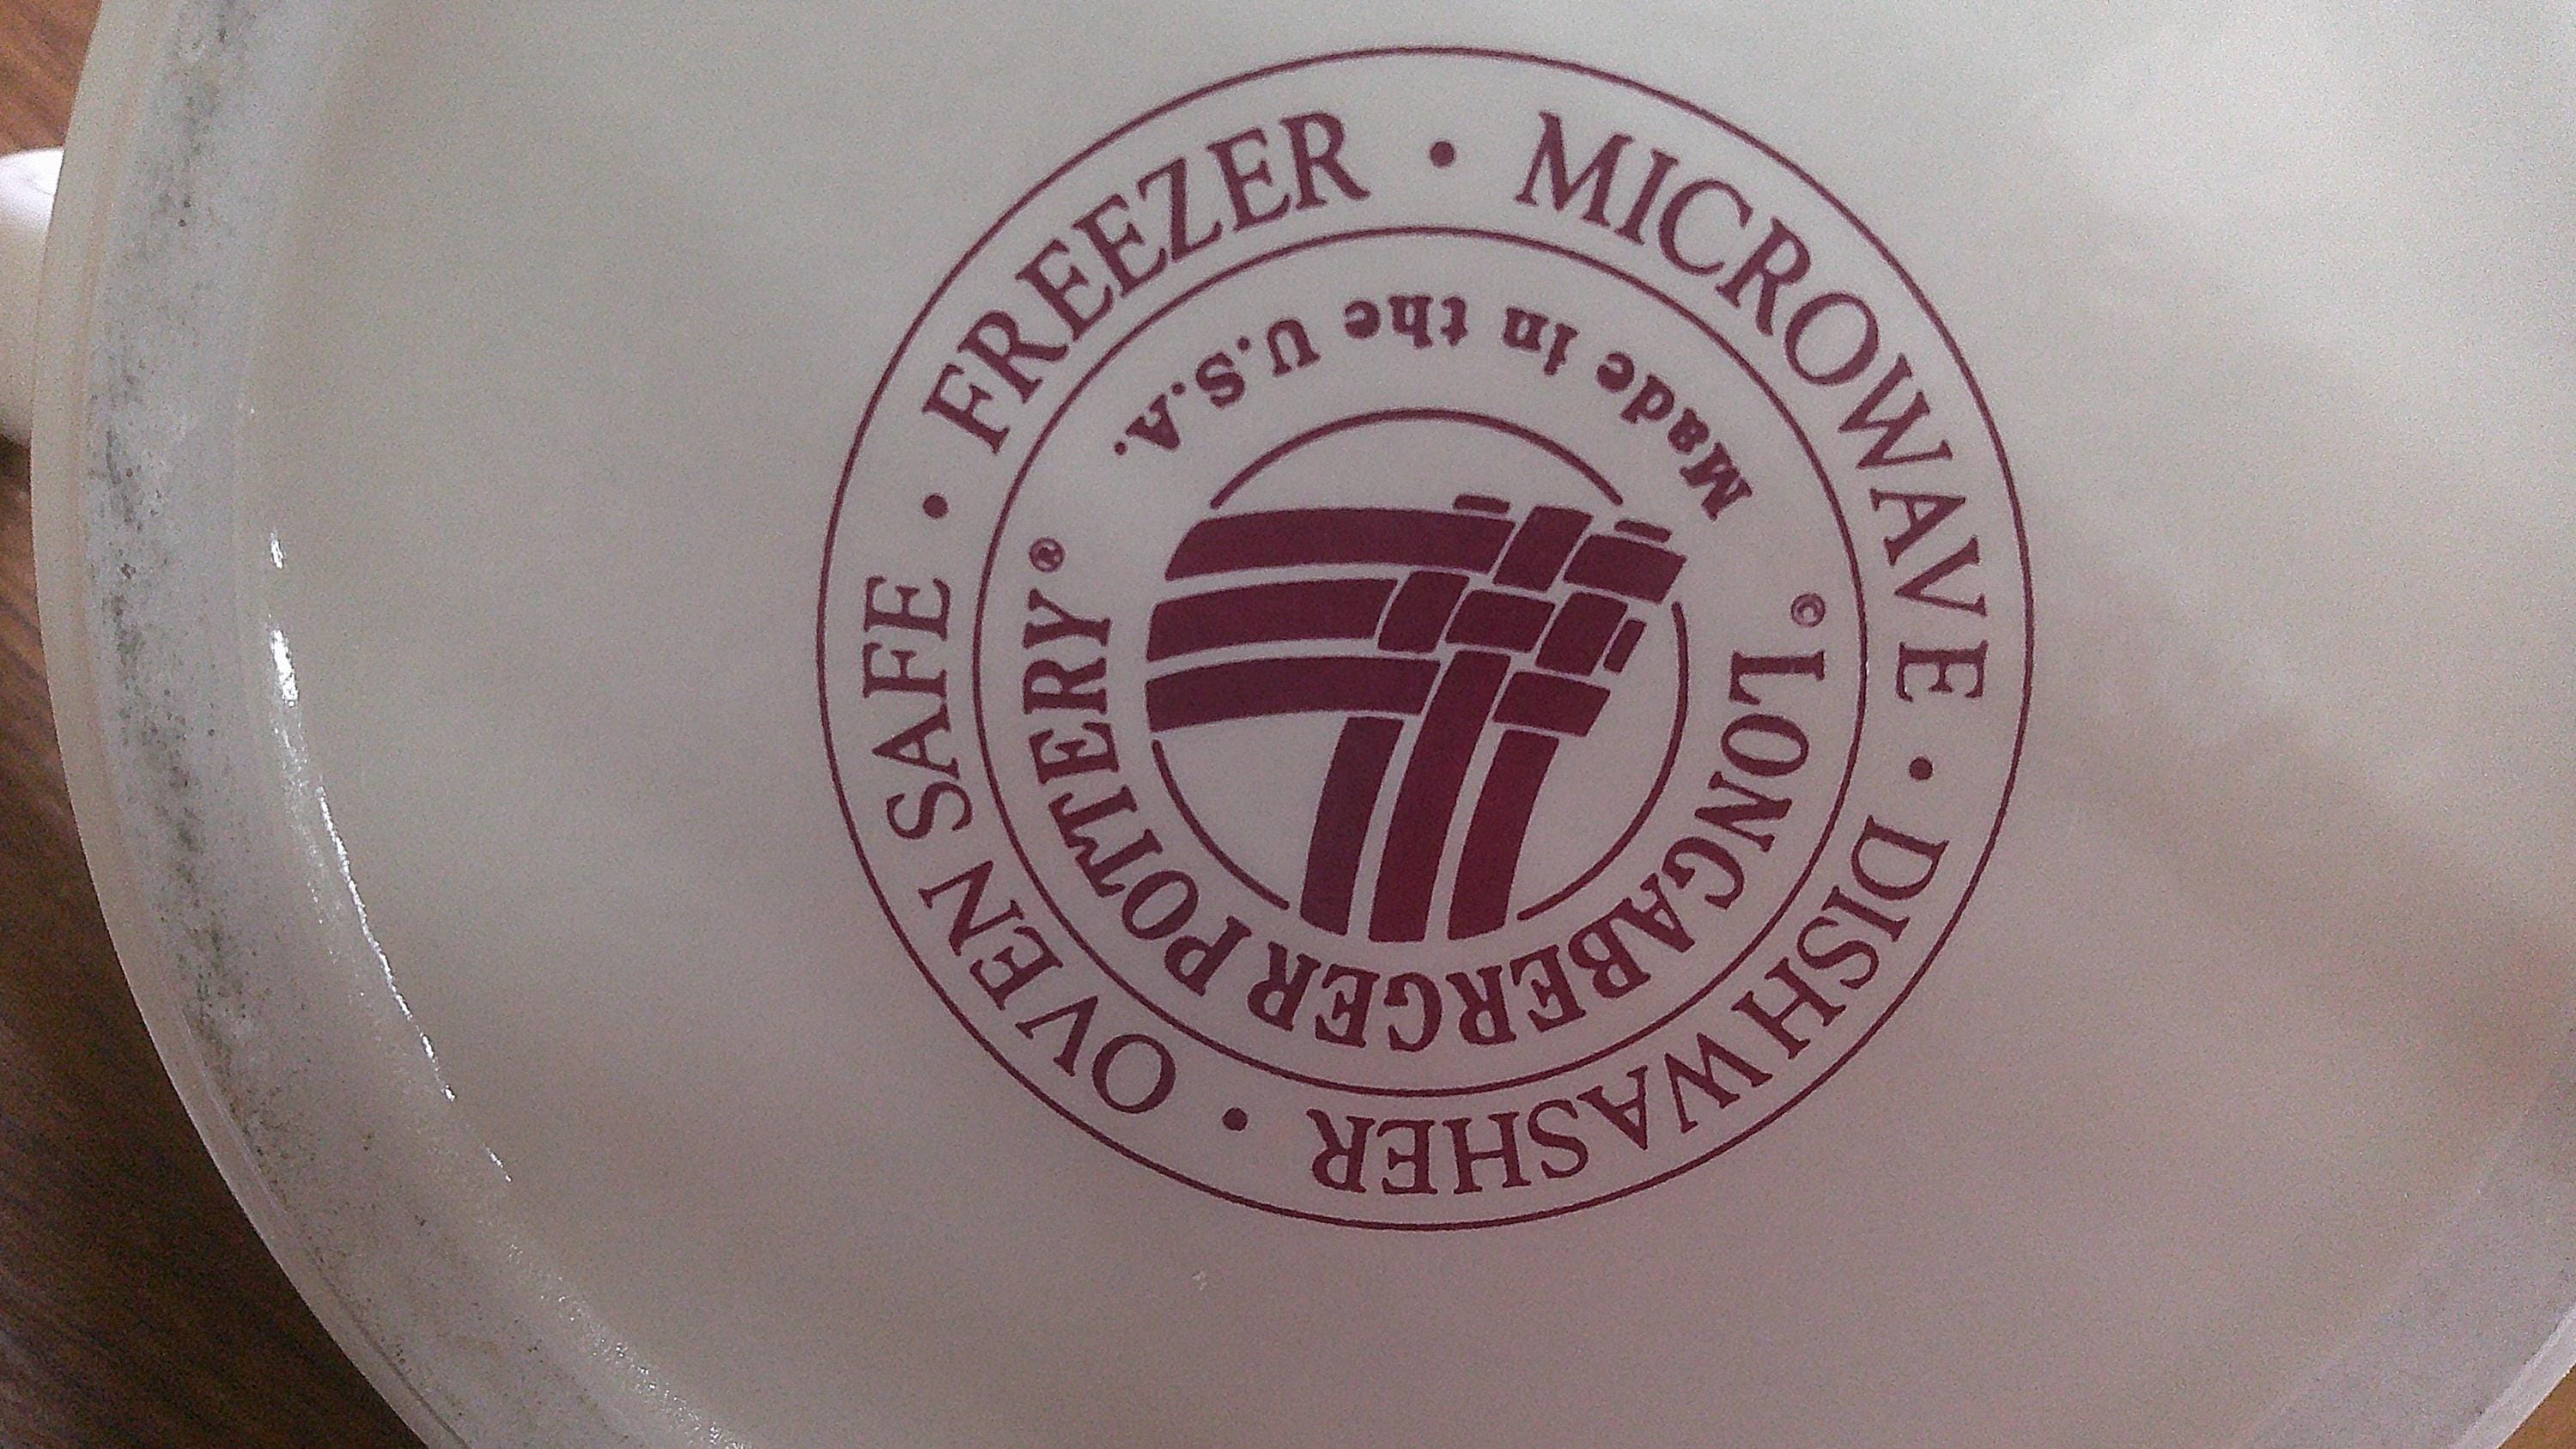 FREEZER • MICROWAVE • DISHWASHER • OVEN SAFE •
© LONGABERGER POTTERY ®
Made in the U.S.A.